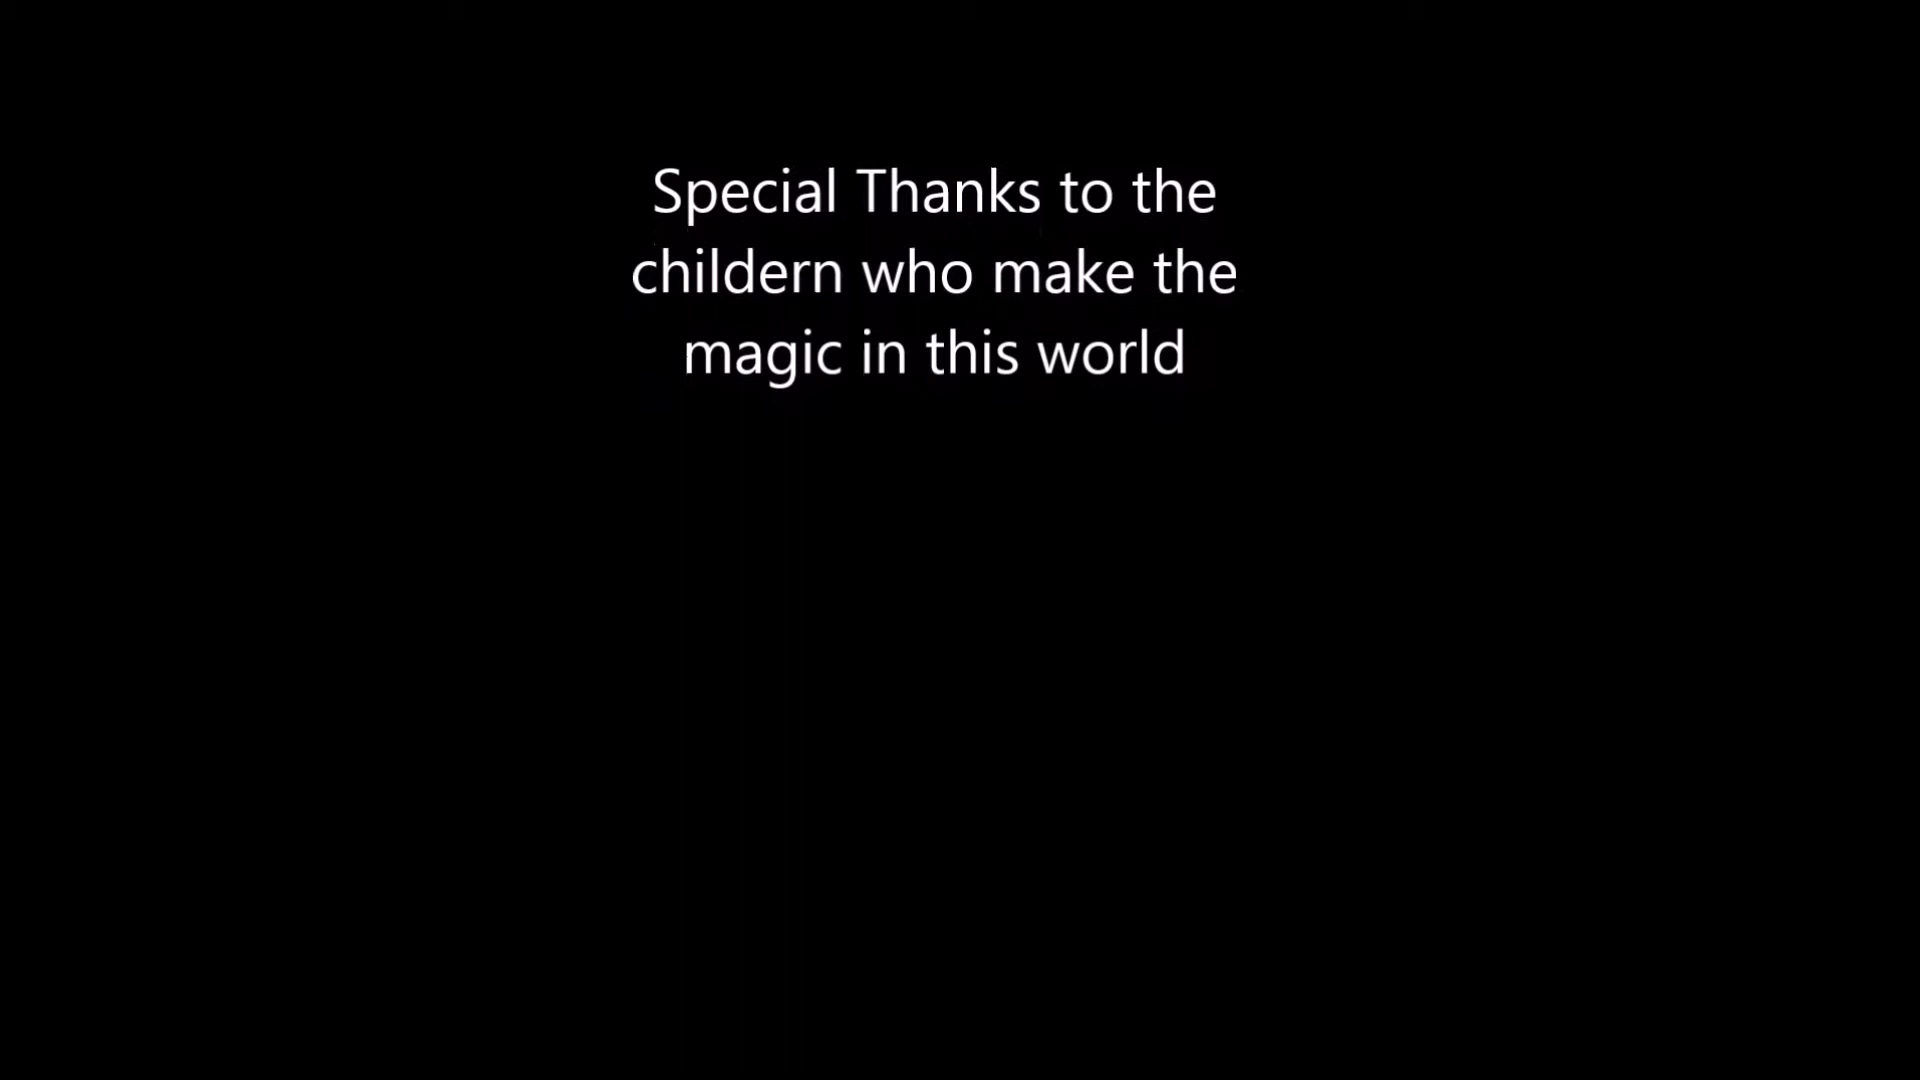 Special Thanks to the
childern who make the
magic in this world